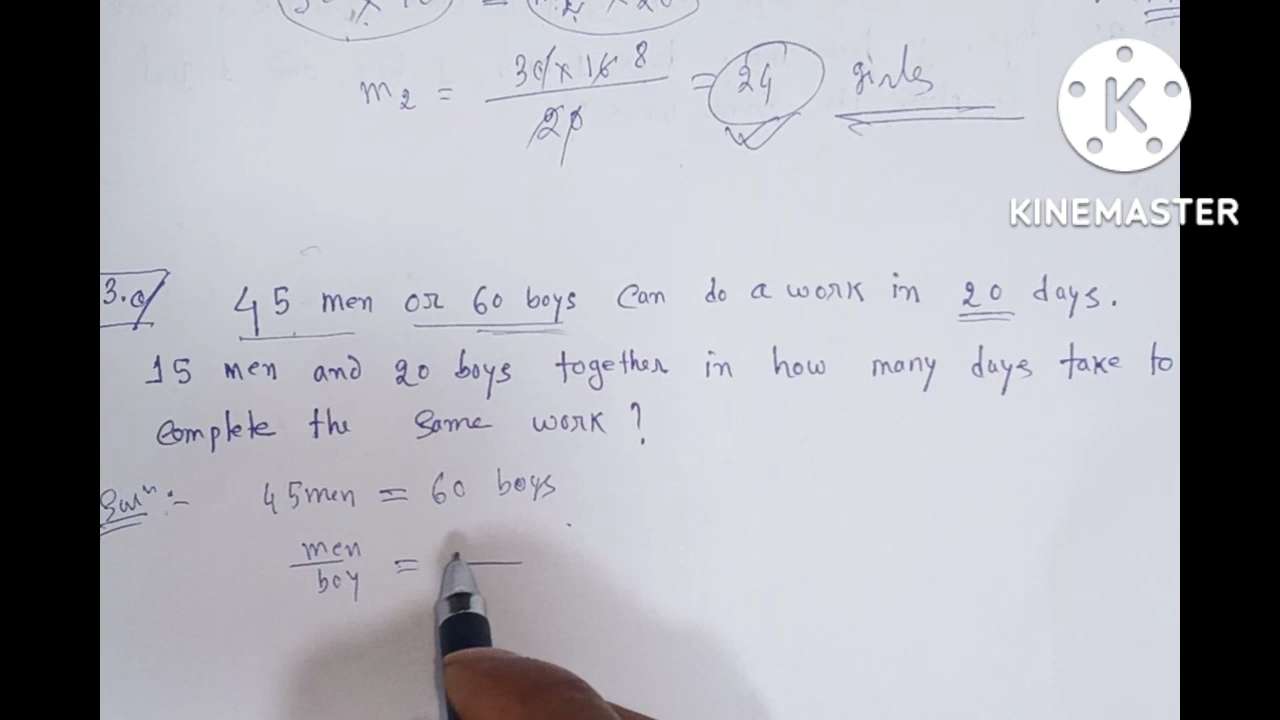 m2 = 30 x 16 8 / 20 = 24 girls
KINEMASTER
3.Q 45 men or 60 boys can do a work in 20 days.
15 men and 20 boys together in how many days take to
complete the same work ?
Solⁿ :- 45 men = 60 boys
men / boy =